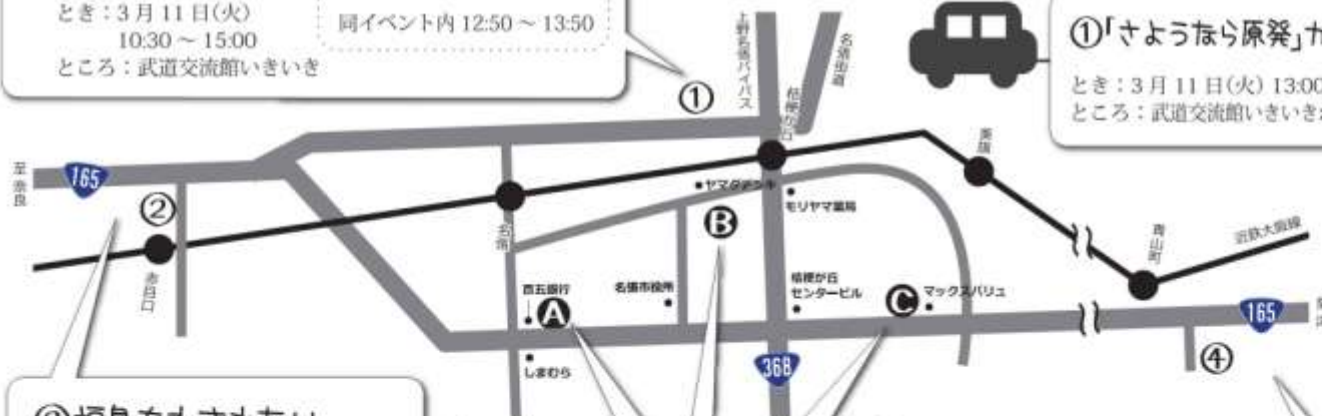 とき：3月11日(火)
10:30 ～ 15:00
ところ：武道交流館いきいき
同イベント内 12:50 ～ 13:50
①「さようなら原発」カ
とき：3月11日(火) 13:00
ところ：武道交流館いきいき
①
上野名張バイパス
名張街道
桔梗が丘
美旗
至 奈良
165
②
赤目口
名張
ヤマダデンキ
モリヤマ薬局
B
青山町
近鉄大阪線
百五銀行
A
名張市役所
桔梗が丘
センタービル
C
マックスバリュ
165
しまむら
368
④